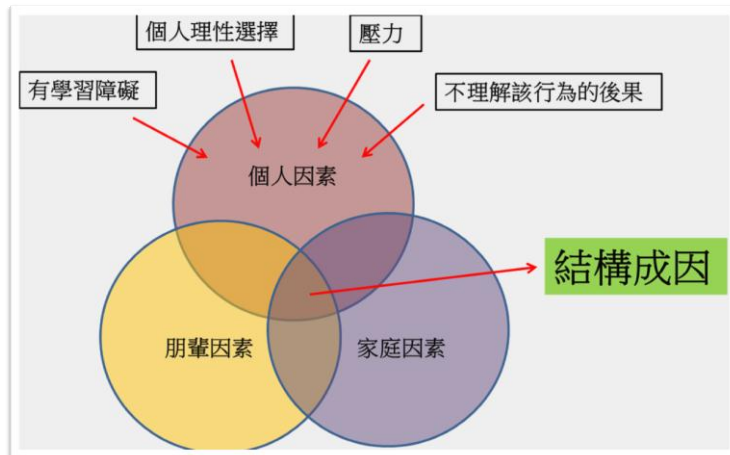 個人理性選擇
壓力
有學習障礙
不理解該行為的後果
個人因素
結構成因
朋輩因素
家庭因素